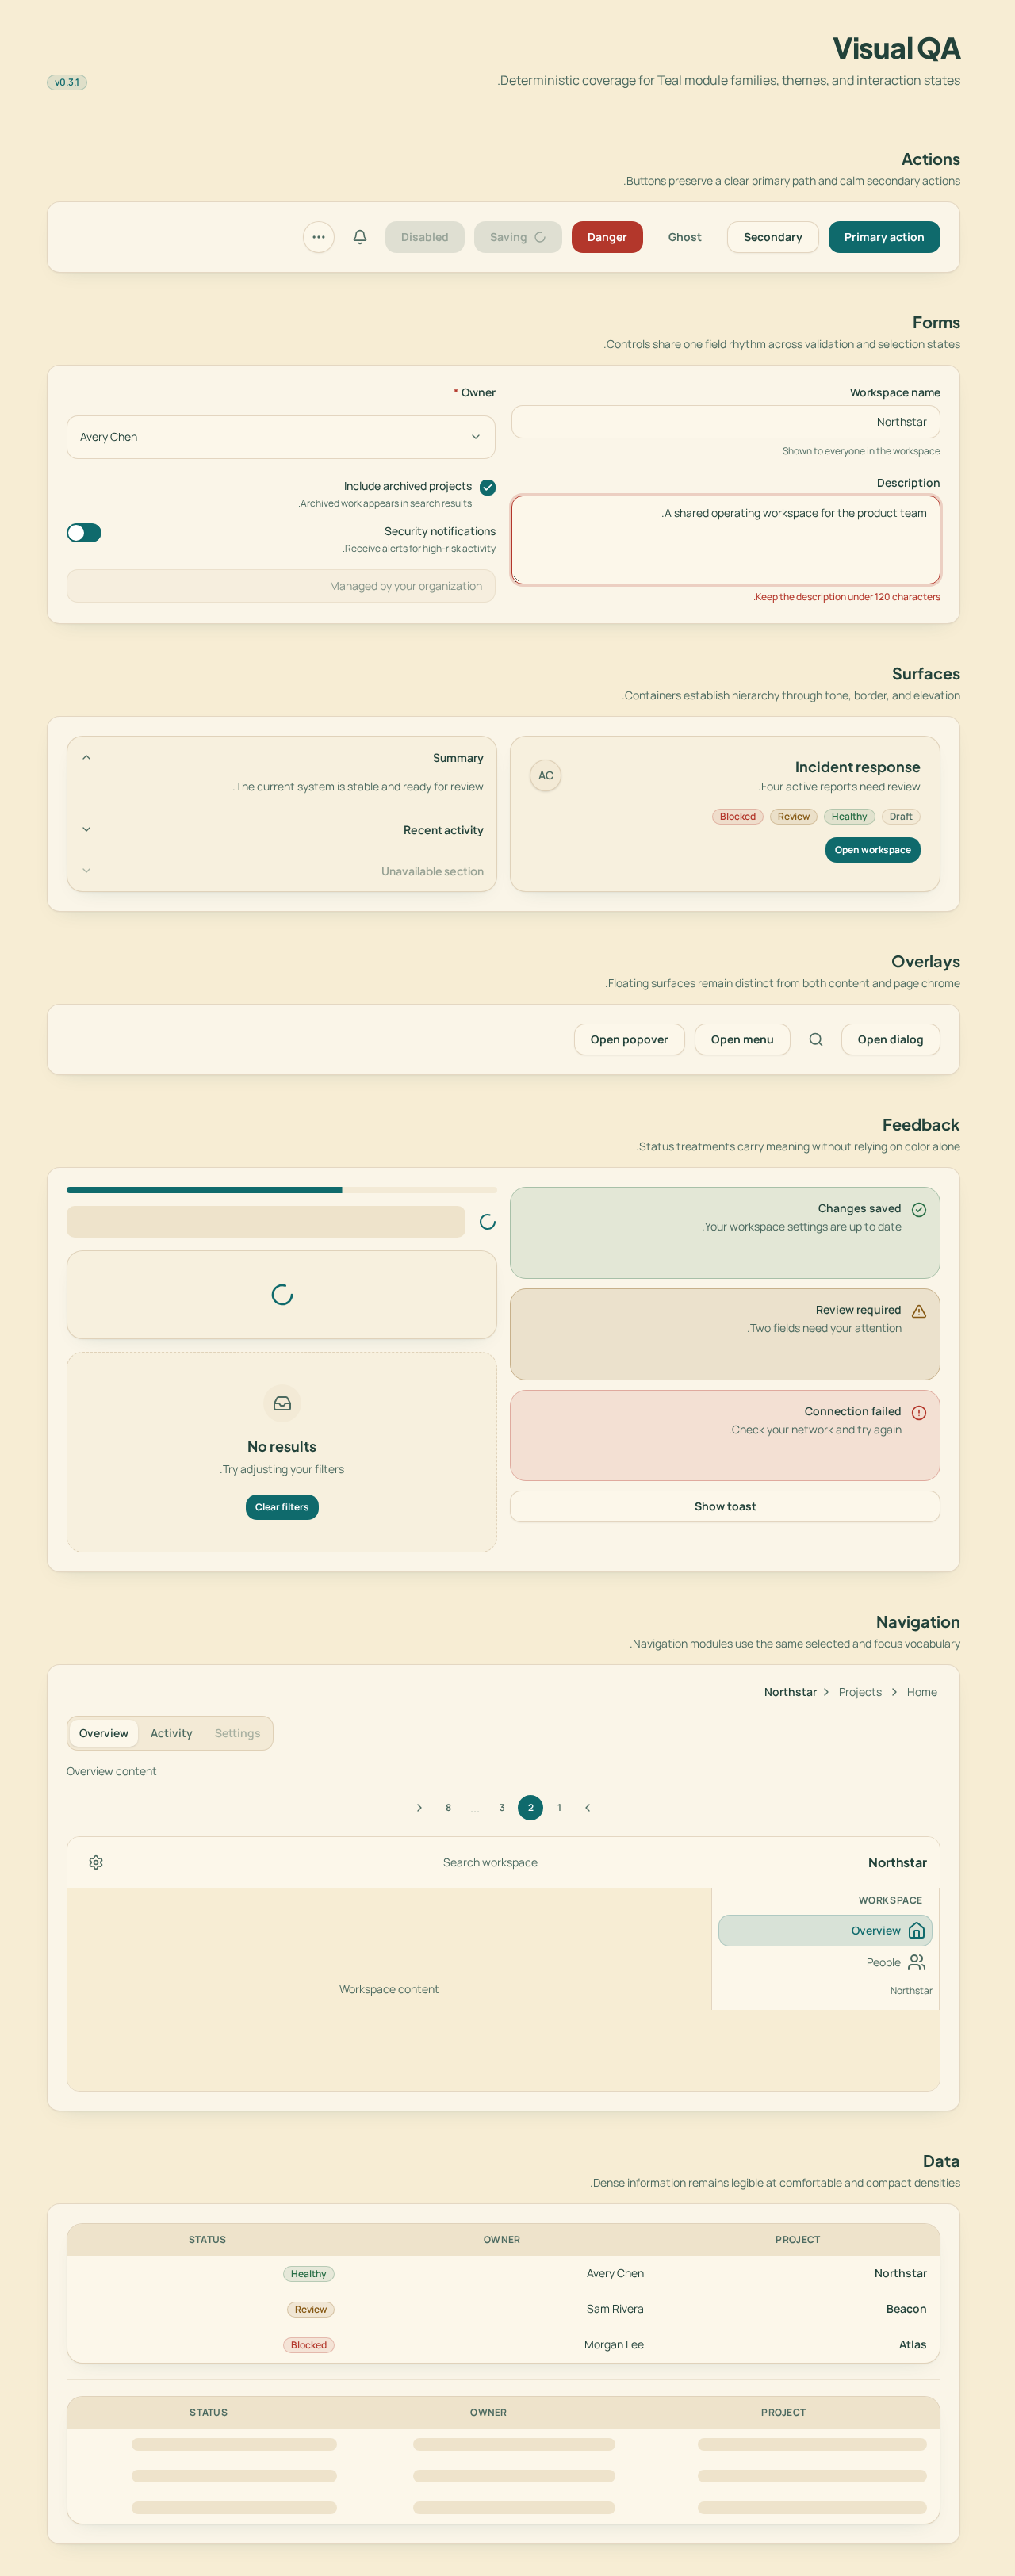 Visual QA
.Deterministic coverage for Teal module families, themes, and interaction states
v0.3.1
Actions
.Buttons preserve a clear primary path and calm secondary actions
Primary action
Secondary
Ghost
Danger
Saving
Disabled
Forms
.Controls share one field rhythm across validation and selection states
Workspace name
Northstar
.Shown to everyone in the workspace
Description
.A shared operating workspace for the product team
.Keep the description under 120 characters
* Owner
Avery Chen
Include archived projects
.Archived work appears in search results
Security notifications
.Receive alerts for high-risk activity
Managed by your organization
Surfaces
.Containers establish hierarchy through tone, border, and elevation
Incident response
.Four active reports need review
AC
Draft
Healthy
Review
Blocked
Open workspace
Summary
.The current system is stable and ready for review
Recent activity
Unavailable section
Overlays
.Floating surfaces remain distinct from both content and page chrome
Open dialog
Open menu
Open popover
Feedback
.Status treatments carry meaning without relying on color alone
Changes saved
.Your workspace settings are up to date
Review required
.Two fields need your attention
Connection failed
.Check your network and try again
Show toast
No results
.Try adjusting your filters
Clear filters
Navigation
.Navigation modules use the same selected and focus vocabulary
Home
Projects
Northstar
Overview
Activity
Settings
Overview content
1
2
3
...
8
Northstar
Search workspace
WORKSPACE
Overview
People
Northstar
Workspace content
Data
.Dense information remains legible at comfortable and compact densities
PROJECT
OWNER
STATUS
Northstar
Avery Chen
Healthy
Beacon
Sam Rivera
Review
Atlas
Morgan Lee
Blocked
PROJECT
OWNER
STATUS